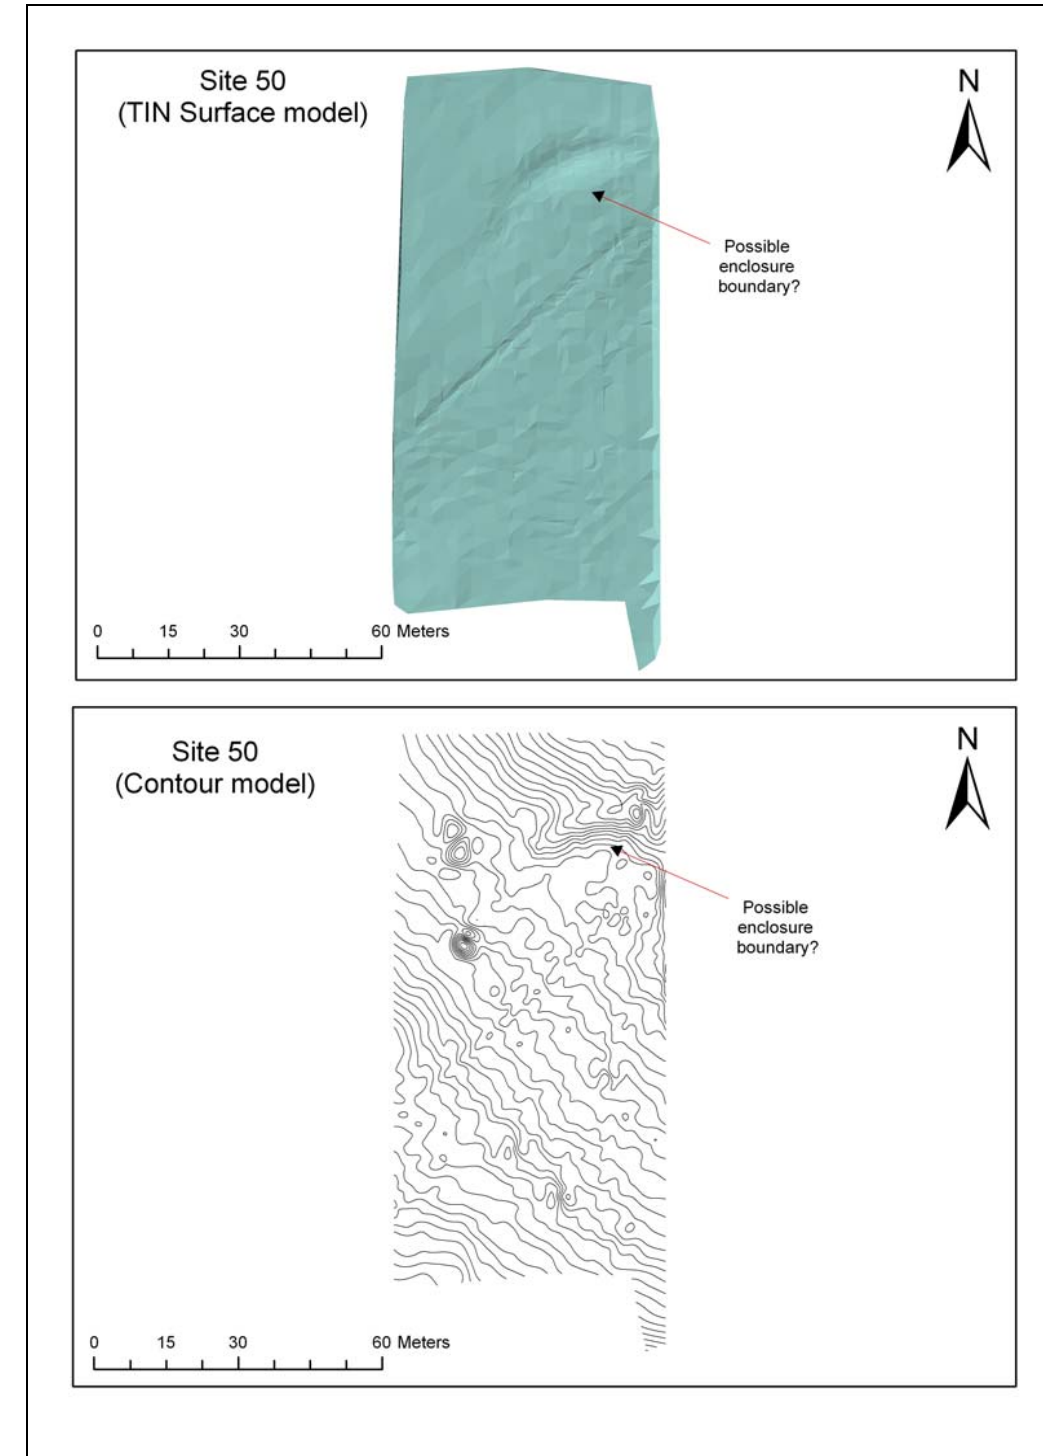 Site 50
(TIN Surface model)
N
Possible
enclosure
boundary?
0 15 30 60 Meters
Site 50
(Contour model)
N
Possible
enclosure
boundary?
0 15 30 60 Meters